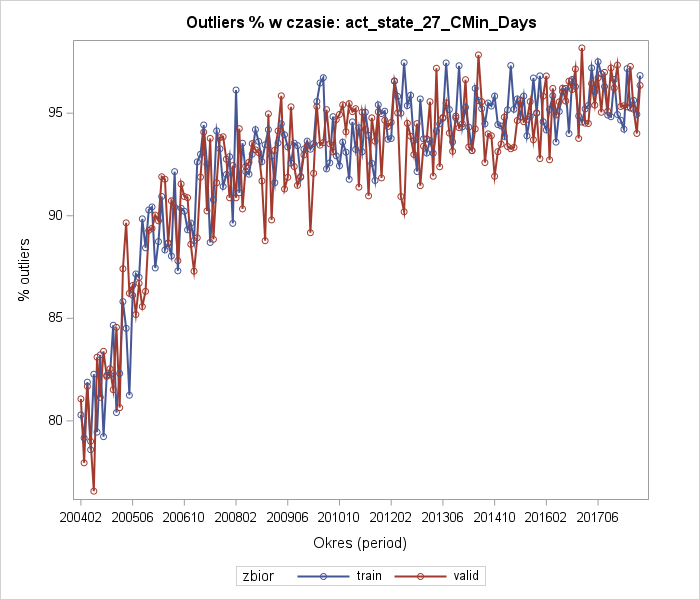 Outliers % w czasie: act_state_27_CMin_Days
% outliers
95
90
85
80
200402 200506 200610 200802 200906 201010 201202 201306 201410 201602 201706
Okres (period)
zbior train valid